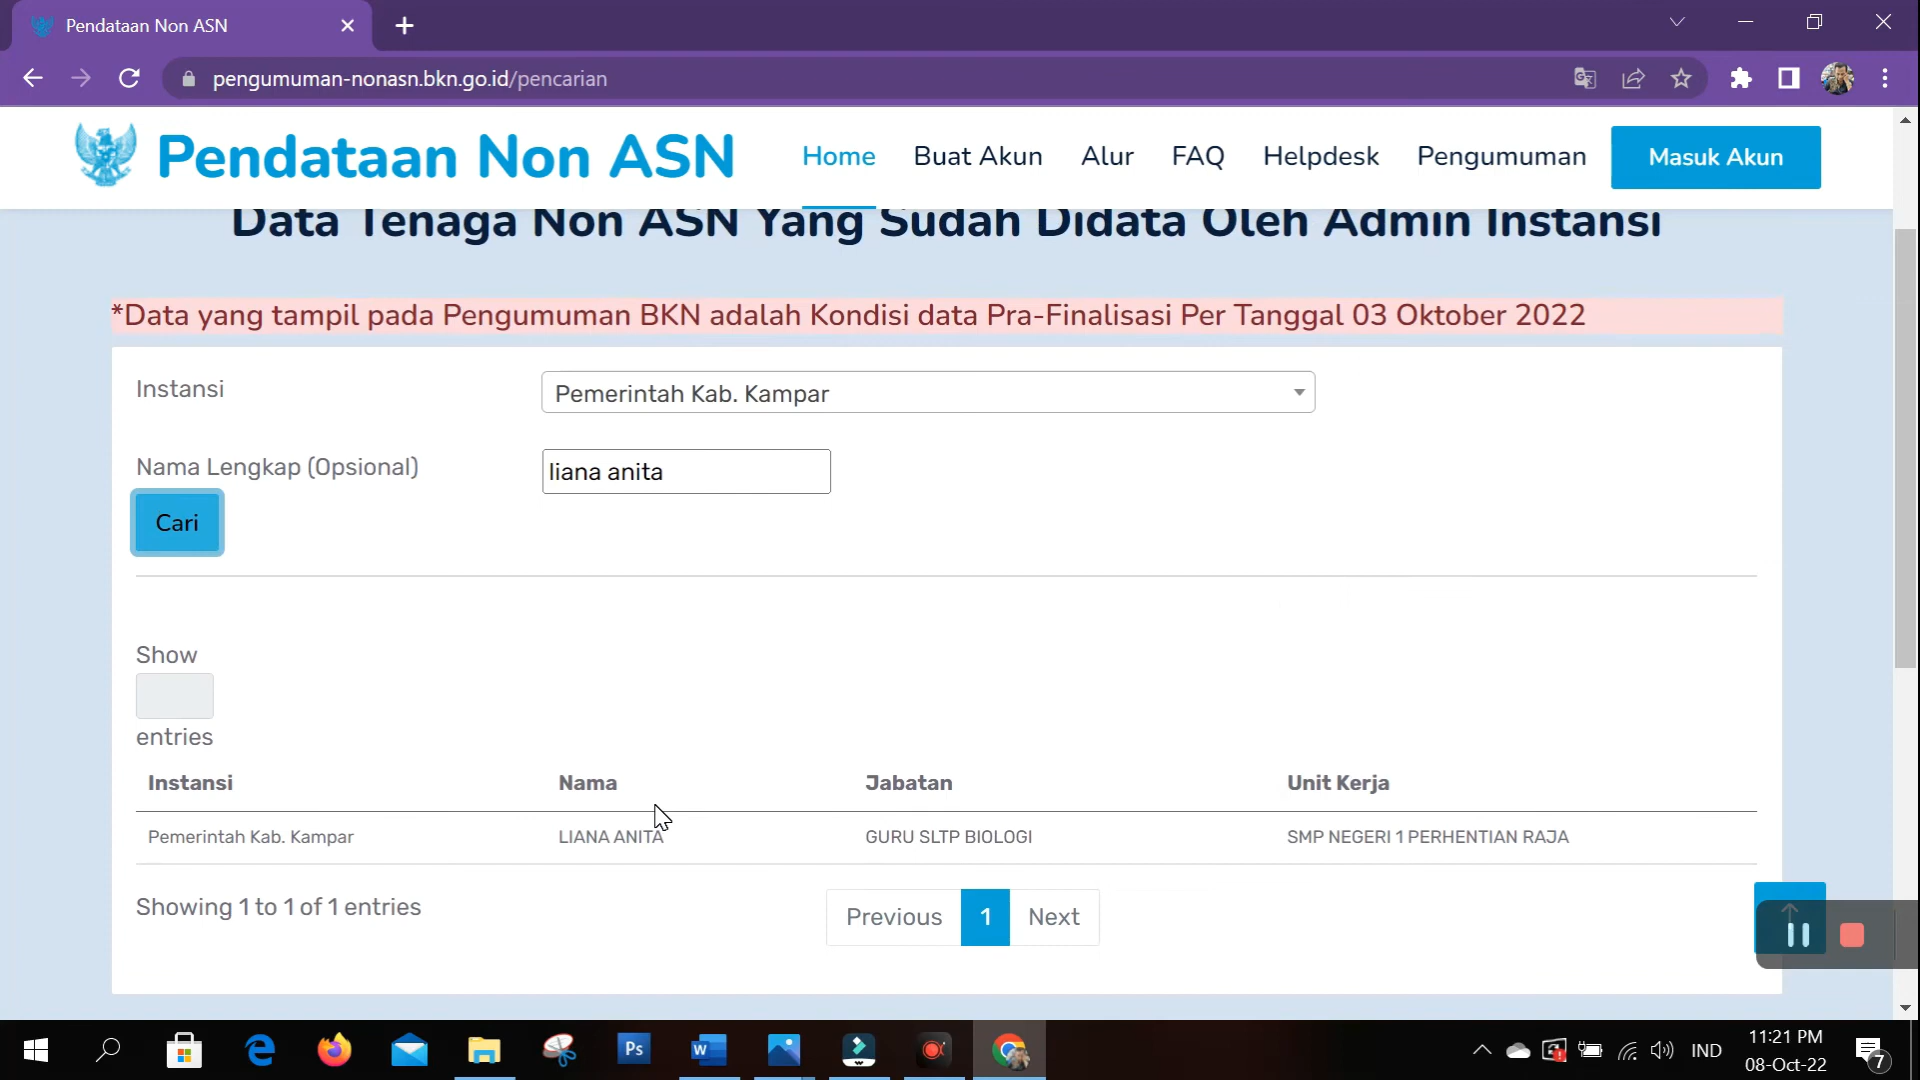 Pendataan Non ASN
pengumuman-nonasn.bkn.go.id/pencarian
Pendataan Non ASN Home Buat Akun Alur FAQ Helpdesk Pengumuman Masuk Akun
Data Tenaga Non ASN Yang Sudah Didata Oleh Admin Instansi
*Data yang tampil pada Pengumuman BKN adalah Kondisi data Pra-Finalisasi Per Tanggal 03 Oktober 2022
Instansi Pemerintah Kab. Kampar
Nama Lengkap (Opsional) liana anita
Cari
Show
entries
Instansi Nama Jabatan Unit Kerja
Pemerintah Kab. Kampar LIANA ANITA GURU SLTP BIOLOGI SMP NEGERI 1 PERHENTIAN RAJA
Showing 1 to 1 of 1 entries Previous 1 Next
Ps W IND 11:21 PM
08-Oct-22 7